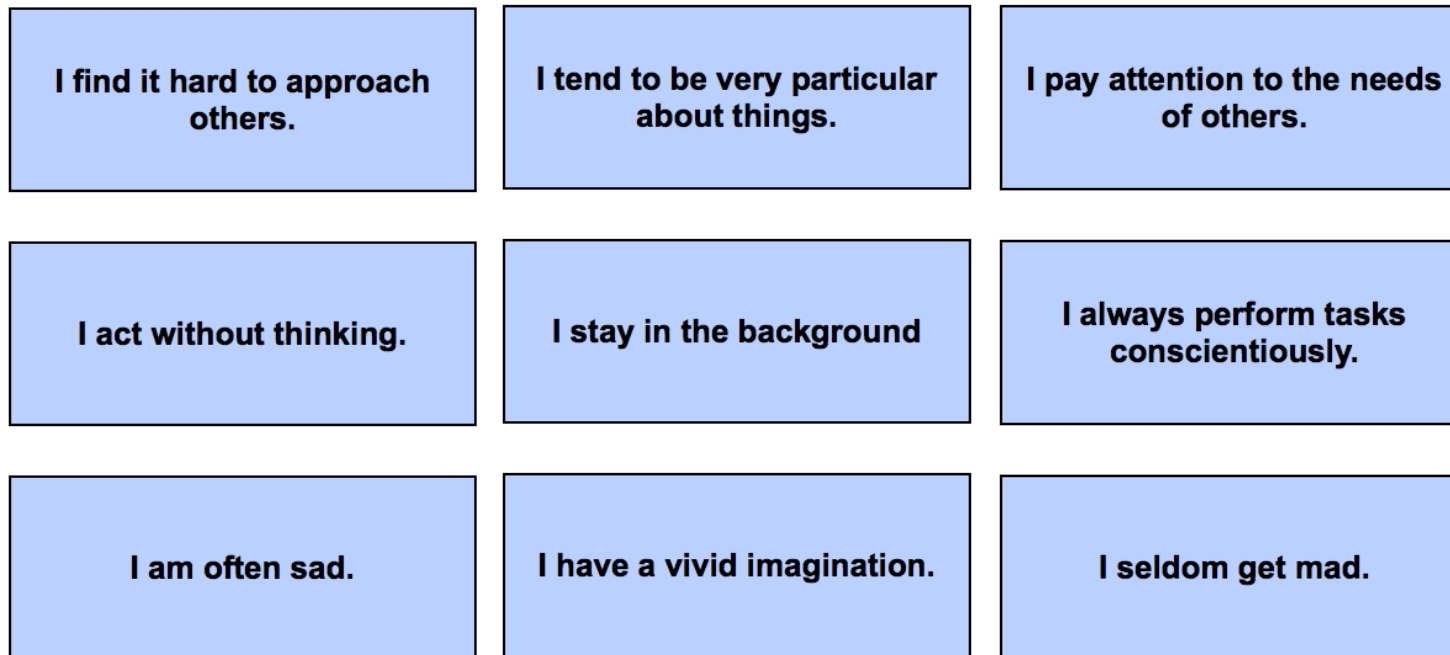 I find it hard to approach
others.
I tend to be very particular
about things.
I pay attention to the needs
of others.
I act without thinking.
I stay in the background
I always perform tasks
conscientiously.
I am often sad.
I have a vivid imagination.
I seldom get mad.